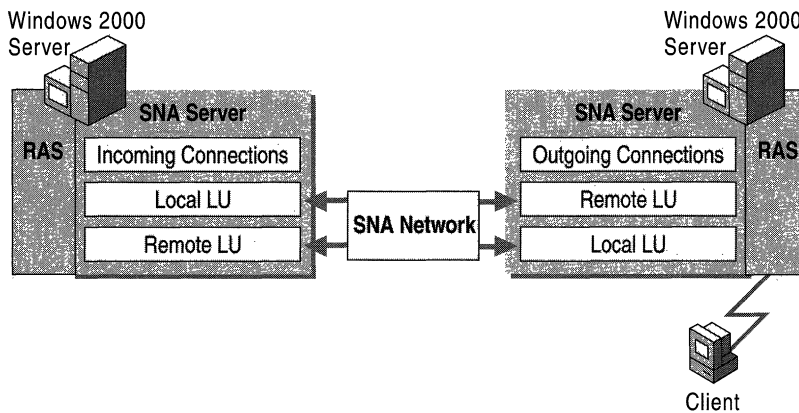 Windows 2000
Server
Windows 2000
Server
SNA Server
SNA Server
RAS
Incoming Connections
Outgoing Connections
RAS
Local LU
SNA Network
Remote LU
Remote LU
Local LU
Client